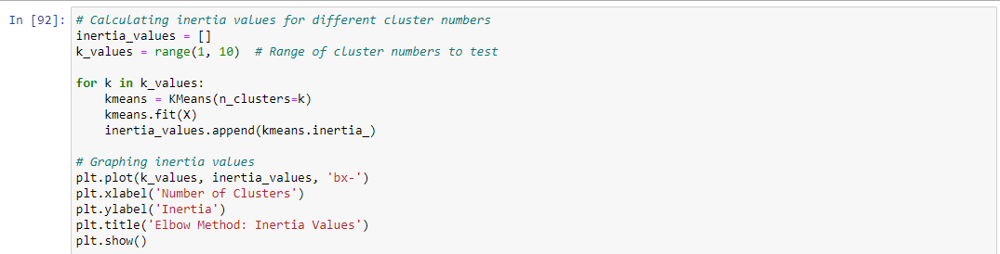 In [92]: # Calculating inertia values for different cluster numbers
inertia_values = []
k_values = range(1, 10)  # Range of cluster numbers to test

for k in k_values:
    kmeans = KMeans(n_clusters=k)
    kmeans.fit(X)
    inertia_values.append(kmeans.inertia_)

# Graphing inertia values
plt.plot(k_values, inertia_values, 'bx-')
plt.xlabel('Number of Clusters')
plt.ylabel('Inertia')
plt.title('Elbow Method: Inertia Values')
plt.show()